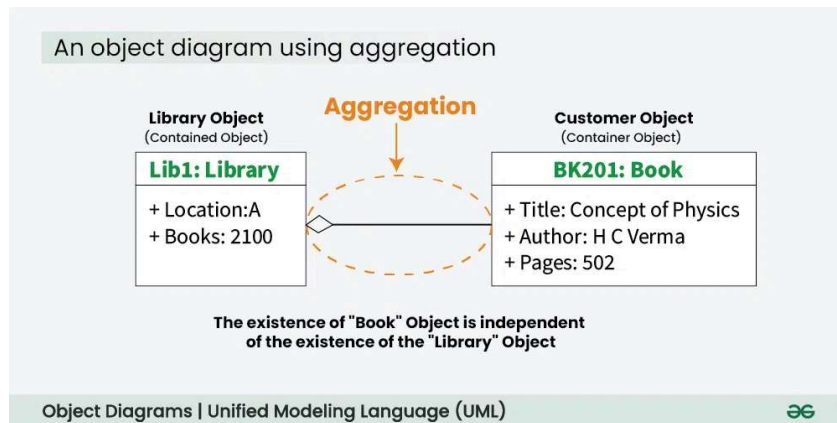 An object diagram using aggregation
Aggregation
Library Object
(Contained Object)
Lib1: Library
+ Location:A
+ Books: 2100
Customer Object
(Container Object)
BK201: Book
+ Title: Concept of Physics
+ Author: H C Verma
+ Pages: 502
The existence of "Book" Object is independent
of the existence of the "Library" Object
Object Diagrams | Unified Modeling Language (UML)